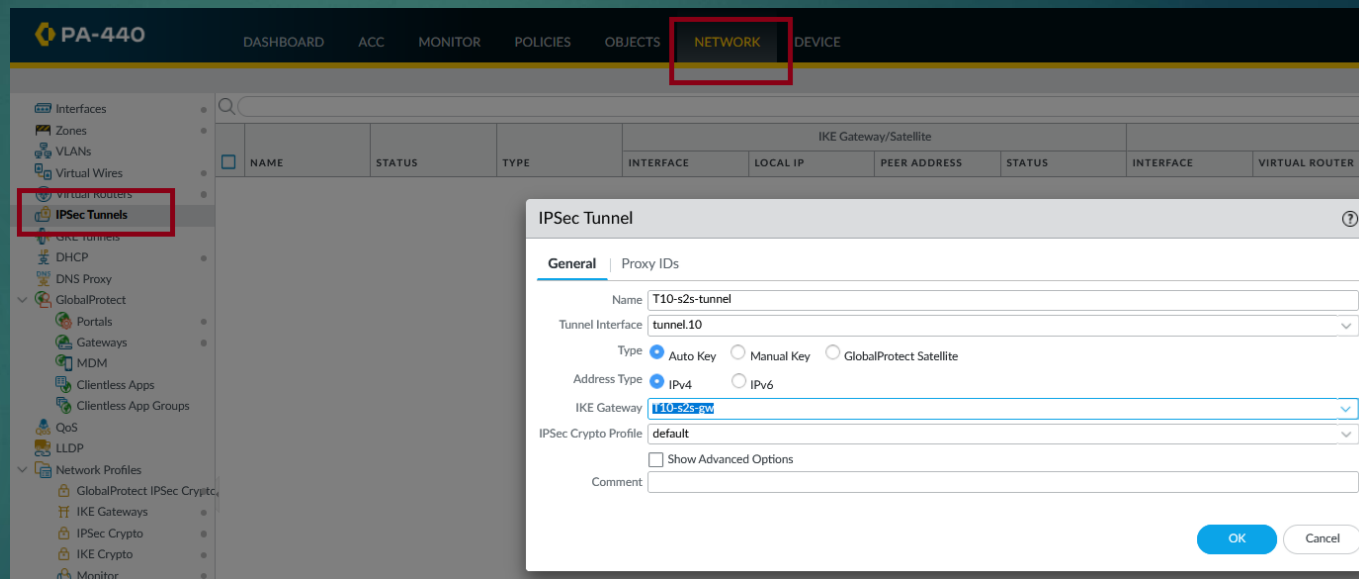 PA-440
DASHBOARD ACC MONITOR POLICIES OBJECTS NETWORK DEVICE
Interfaces
Zones
VLANs
Virtual Wires
Virtual Routers
IPSec Tunnels
GRE Tunnels
DHCP
DNS Proxy
GlobalProtect
Portals
Gateways
MDM
Clientless Apps
Clientless App Groups
QoS
LLDP
Network Profiles
GlobalProtect IPSec Cryptc
IKE Gateways
IPSec Crypto
IKE Crypto
Monitor
IKE Gateway/Satellite
NAME STATUS TYPE INTERFACE LOCAL IP PEER ADDRESS STATUS INTERFACE VIRTUAL ROUTER
IPSec Tunnel
General Proxy IDs
Name T10-s2s-tunnel
Tunnel Interface tunnel.10
Type Auto Key Manual Key GlobalProtect Satellite
Address Type IPv4 IPv6
IKE Gateway T10-s2s-gw
IPSec Crypto Profile default
Show Advanced Options
Comment
OK Cancel